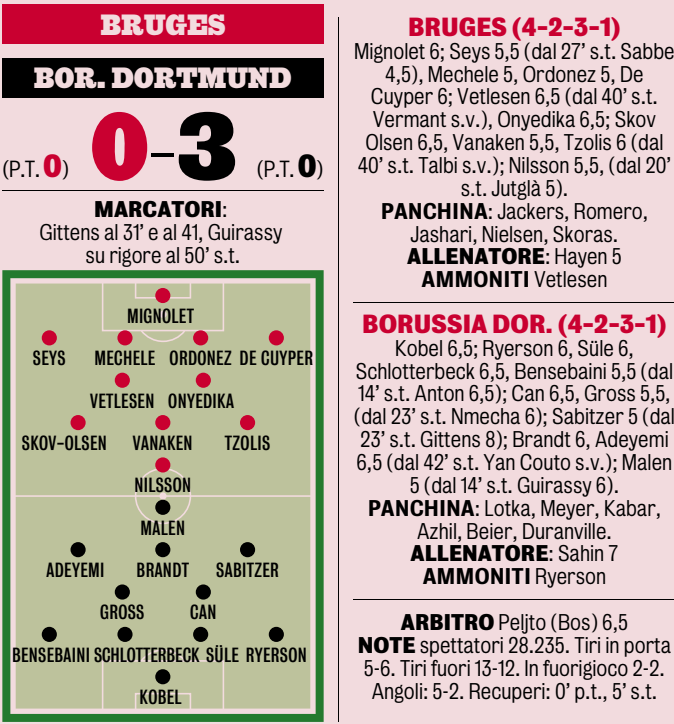 BRUGES
BOR. DORTMUND
(P.T. 0) 0-3 (P.T. 0)
MARCATORI:
Gittens al 31' e al 41, Guirassy
su rigore al 50' s.t.
MIGNOLET
SEYS MECHELE ORDONEZ DE CUYPER
VETLESEN ONYEDIKA
SKOV-OLSEN VANAKEN TZOLIS
NILSSON
MALEN
ADEYEMI BRANDT SABITZER
GROSS CAN
BENSEBAINI SCHLOTTERBECK SÜLE RYERSON
KOBEL
BRUGES (4-2-3-1)
Mignolet 6; Seys 5,5 (dal 27' s.t. Sabbe
4,5), Mechele 5, Ordonez 5, De
Cuyper 6; Vetlesen 6,5 (dal 40' s.t.
Vermant s.v.), Onyedika 6,5; Skov
Olsen 6,5, Vanaken 5,5, Tzolis 6 (dal
40' s.t. Talbi s.v.); Nilsson 5,5, (dal 20'
s.t. Jutglà 5).
PANCHINA: Jackers, Romero,
Jashari, Nielsen, Skoras.
ALLENATORE: Hayen 5
AMMONITI Vetlesen
BORUSSIA DOR. (4-2-3-1)
Kobel 6,5; Ryerson 6, Süle 6,
Schlotterbeck 6,5, Bensebaini 5,5 (dal
14' s.t. Anton 6,5); Can 6,5, Gross 5,5,
(dal 23' s.t. Nmecha 6); Sabitzer 5 (dal
23' s.t. Gittens 8); Brandt 6, Adeyemi
6,5 (dal 42' s.t. Yan Couto s.v.); Malen
5 (dal 14' s.t. Guirassy 6).
PANCHINA: Lotka, Meyer, Kabar,
Azhil, Beier, Duranville.
ALLENATORE: Sahin 7
AMMONITI Ryerson
ARBITRO Peljto (Bos) 6,5
NOTE spettatori 28.235. Tiri in porta
5-6. Tiri fuori 13-12. In fuorigioco 2-2.
Angoli: 5-2. Recuperi: 0' p.t., 5' s.t.